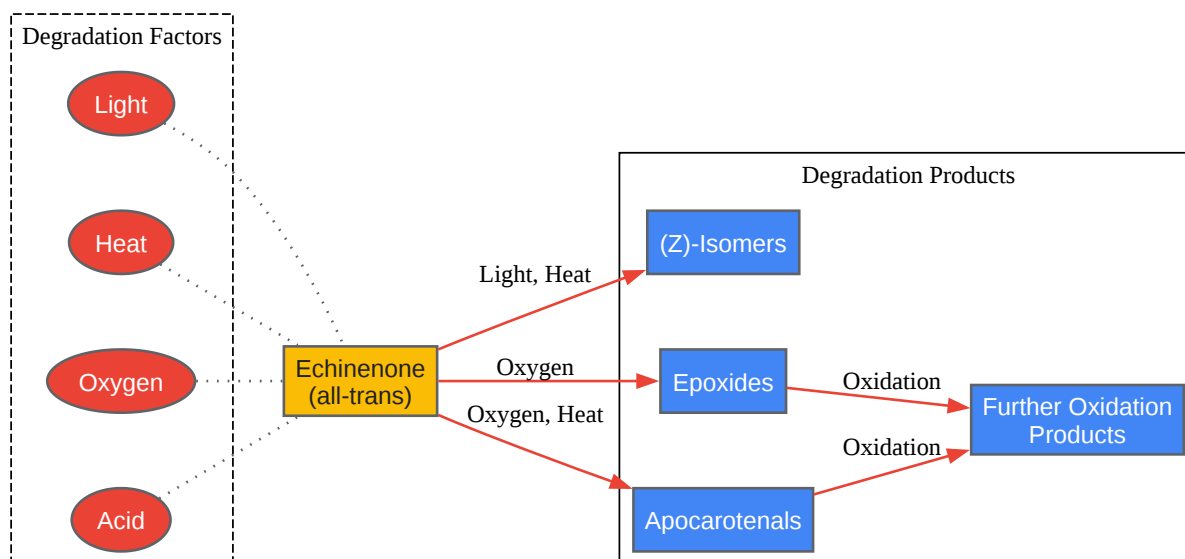 Degradation Factors
Light
Heat
Oxygen
Acid
Echinenone
(all-trans)
Light, Heat
Oxygen
Oxygen, Heat
Degradation Products
(Z)-Isomers
Epoxides
Apocarotenals
Oxidation
Oxidation
Further Oxidation
Products